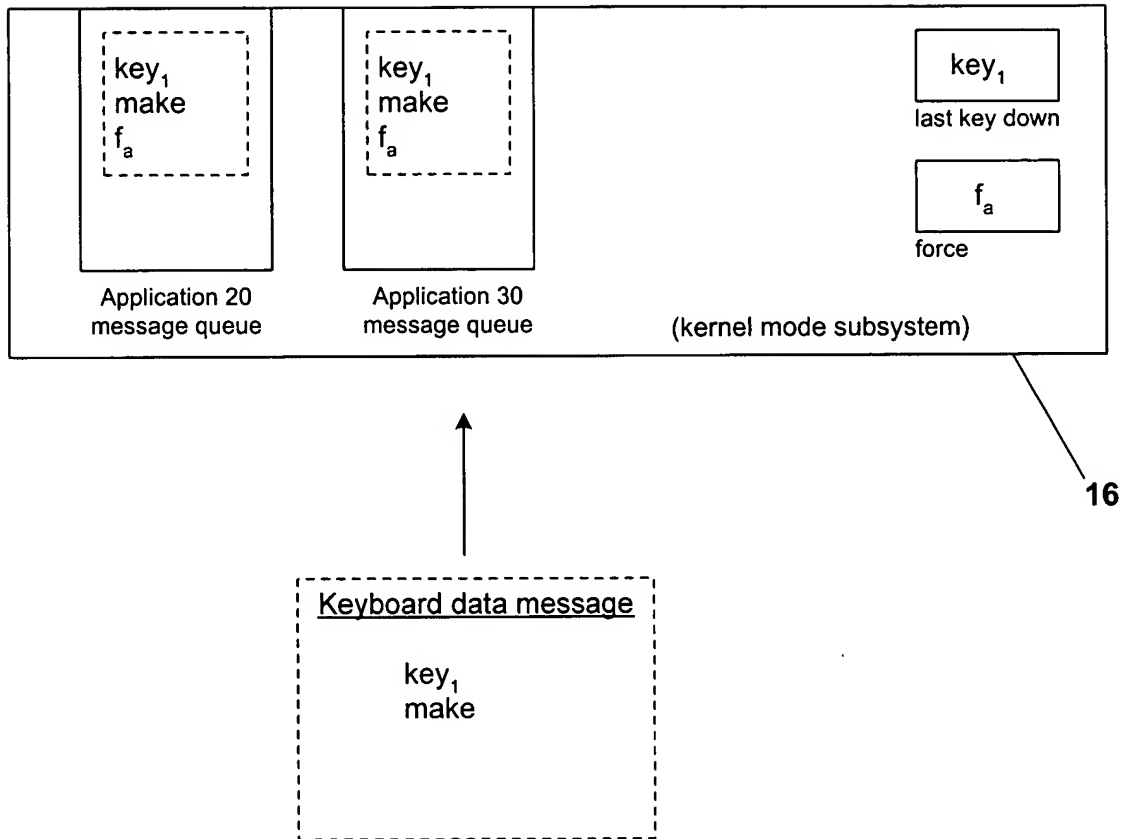 key₁
make
fₐ
key₁
make
fₐ
key₁
last key down
fₐ
force
Application 20
message queue
Application 30
message queue
(kernel mode subsystem)
16
Keyboard data message
key₁
make